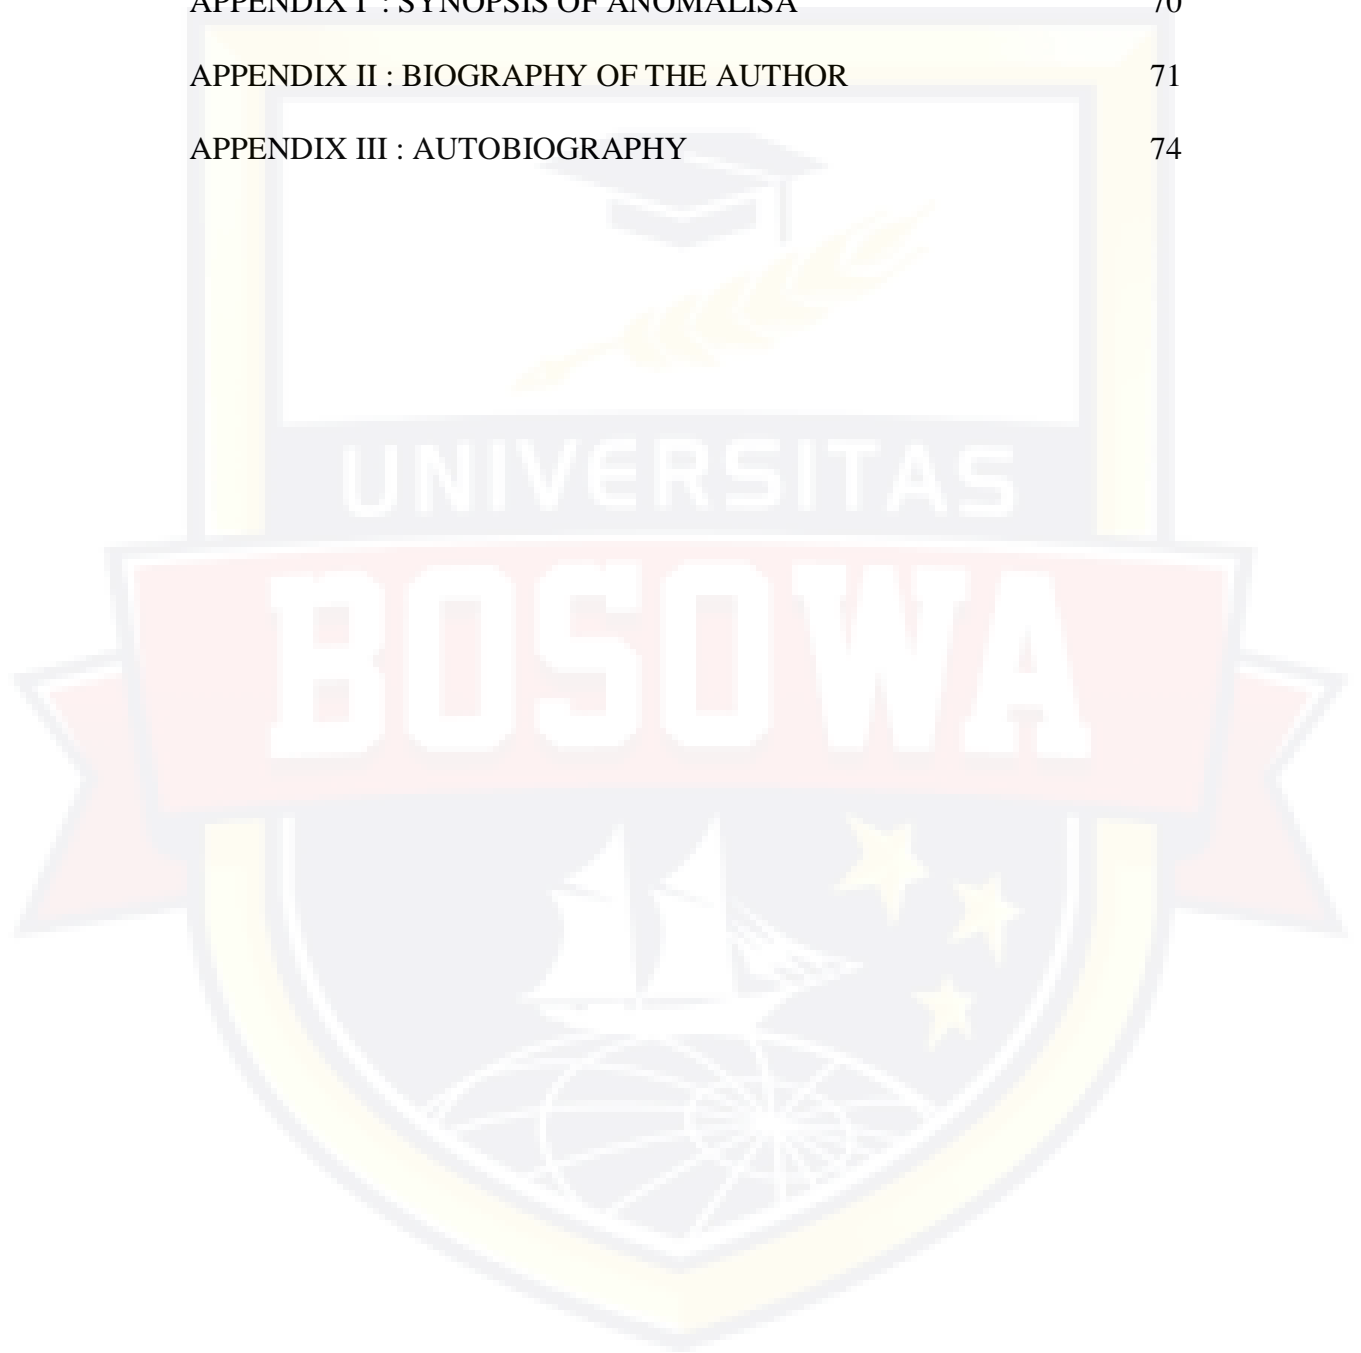 APPENDIX I : SYNOPSIS OF ANOMALISA 70
APPENDIX II : BIOGRAPHY OF THE AUTHOR 71
APPENDIX III : AUTOBIOGRAPHY 74
UNIVERSITAS
BOSOWA